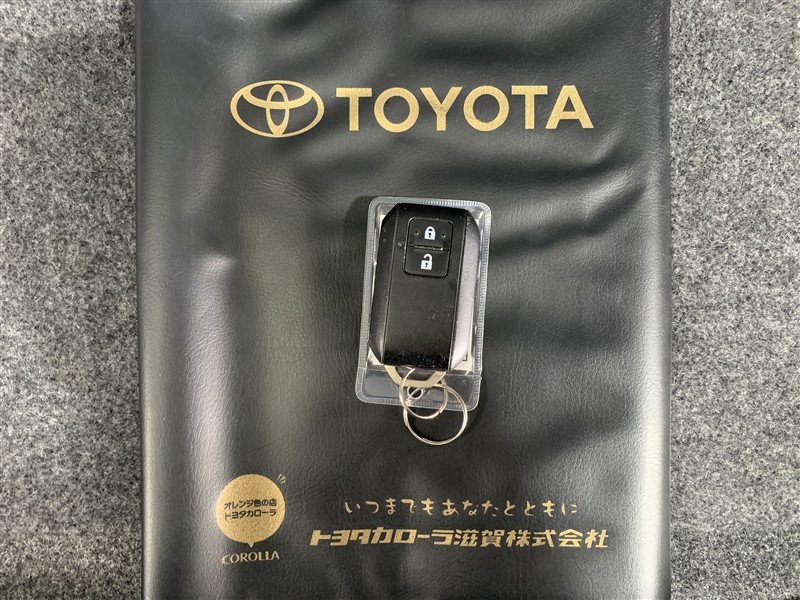 TOYOTA
オレンジ色の店
トヨタカローラ
COROLLA
いつまでもあなたとともに
トヨタカローラ滋賀株式会社